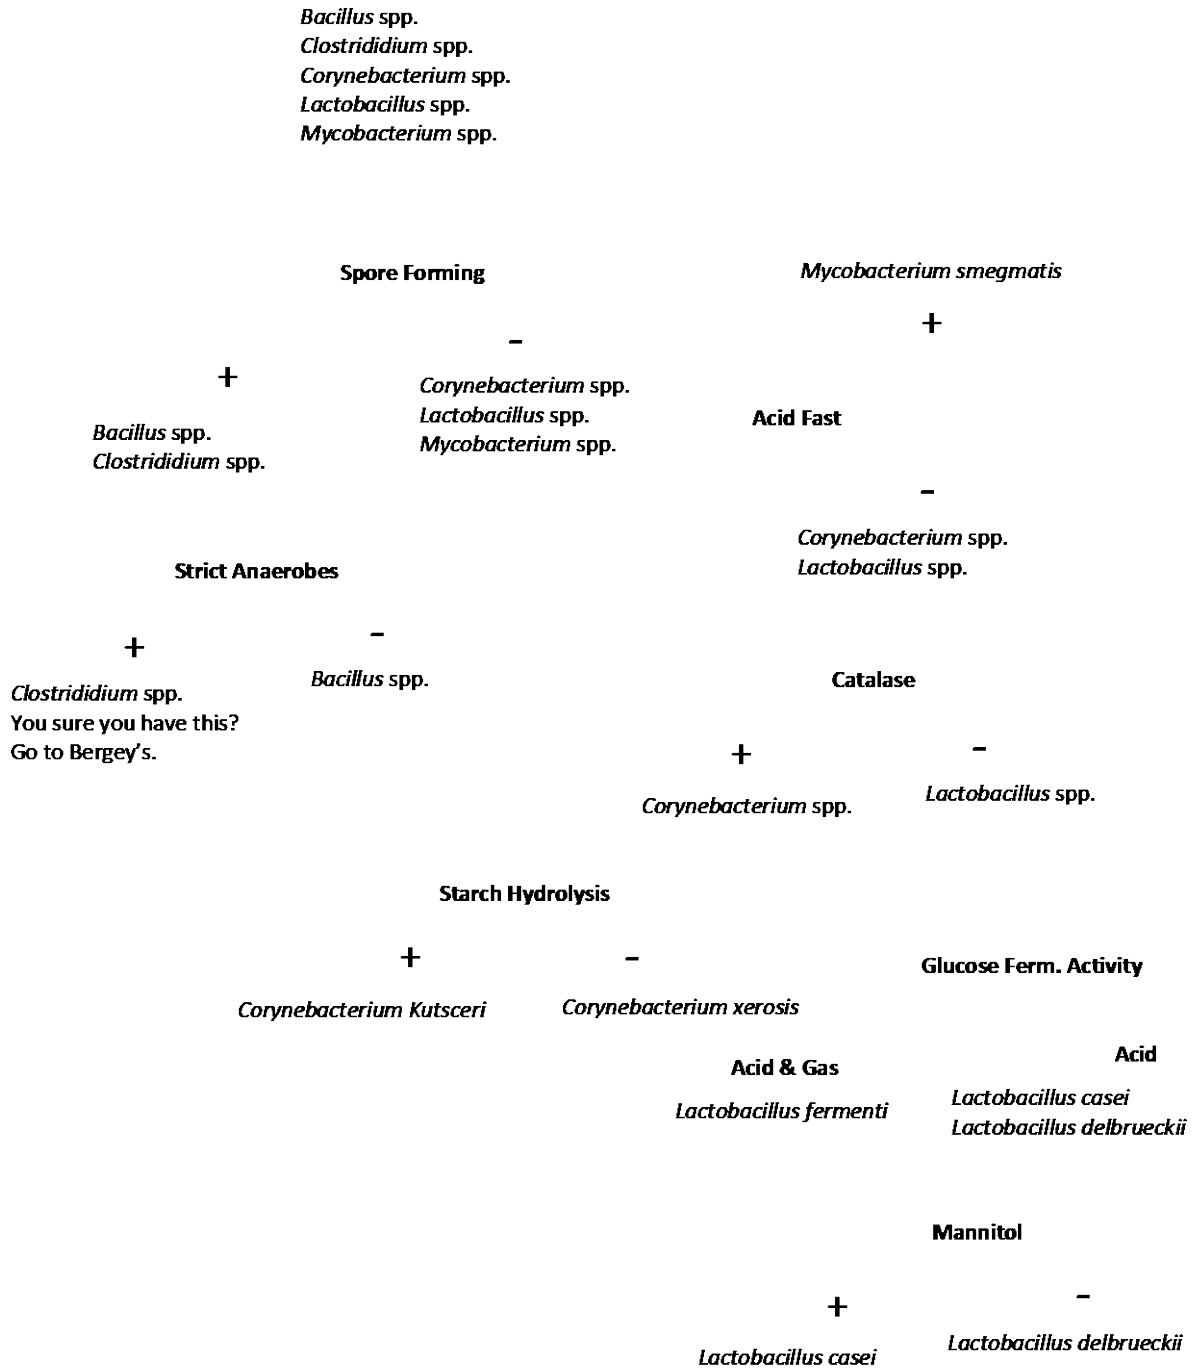 Bacillus spp.
Clostrididium spp.
Corynebacterium spp.
Lactobacillus spp.
Mycobacterium spp.
Spore Forming
Mycobacterium smegmatis
+
-
+
Corynebacterium spp.
Lactobacillus spp.
Mycobacterium spp.
Acid Fast
Bacillus spp.
Clostrididium spp.
-
Corynebacterium spp.
Lactobacillus spp.
Strict Anaerobes
+
-
Clostrididium spp.
You sure you have this?
Go to Bergey's.
Bacillus spp.
Catalase
+
-
Corynebacterium spp.
Lactobacillus spp.
Starch Hydrolysis
+
-
Glucose Ferm. Activity
Corynebacterium Kutsceri
Corynebacterium xerosis
Acid & Gas
Acid
Lactobacillus fermenti
Lactobacillus casei
Lactobacillus delbrueckii
Mannitol
+
-
Lactobacillus casei
Lactobacillus delbrueckii